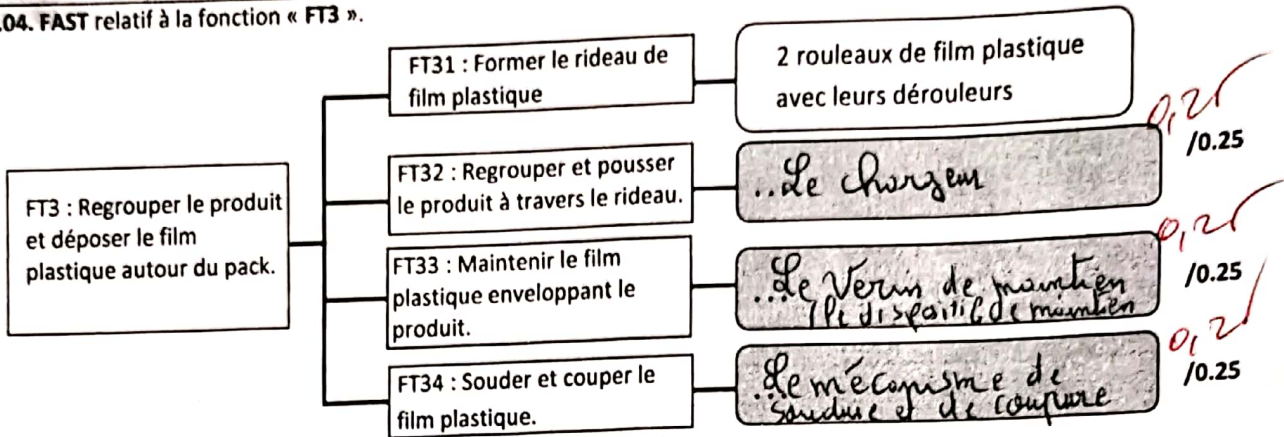 .04. FAST relatif à la fonction « FT3 ».
FT31 : Former le rideau de
film plastique
2 rouleaux de film plastique
avec leurs dérouleurs
0,25
/0.25
FT32 : Regrouper et pousser
le produit à travers le rideau.
..Le chargeur
FT3 : Regrouper le produit
et déposer le film
plastique autour du pack.
0,25
/0.25
FT33 : Maintenir le film
plastique enveloppant le
produit.
...Le Verin de maintien
(le dispositif de maintien
0,25
/0.25
FT34 : Souder et couper le
film plastique.
..Le mécanisme de
soudure et de coupure